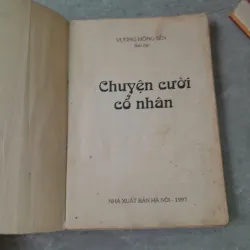 VƯƠNG HỒNG SỂN
Chuyện cười
cổ nhân
NHÀ XUẤT BẢN HÀ NỘI - 1997